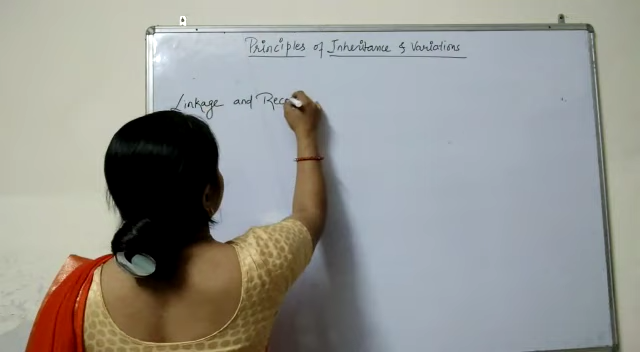 Principles of Inheritance & Variations
Linkage and Reco